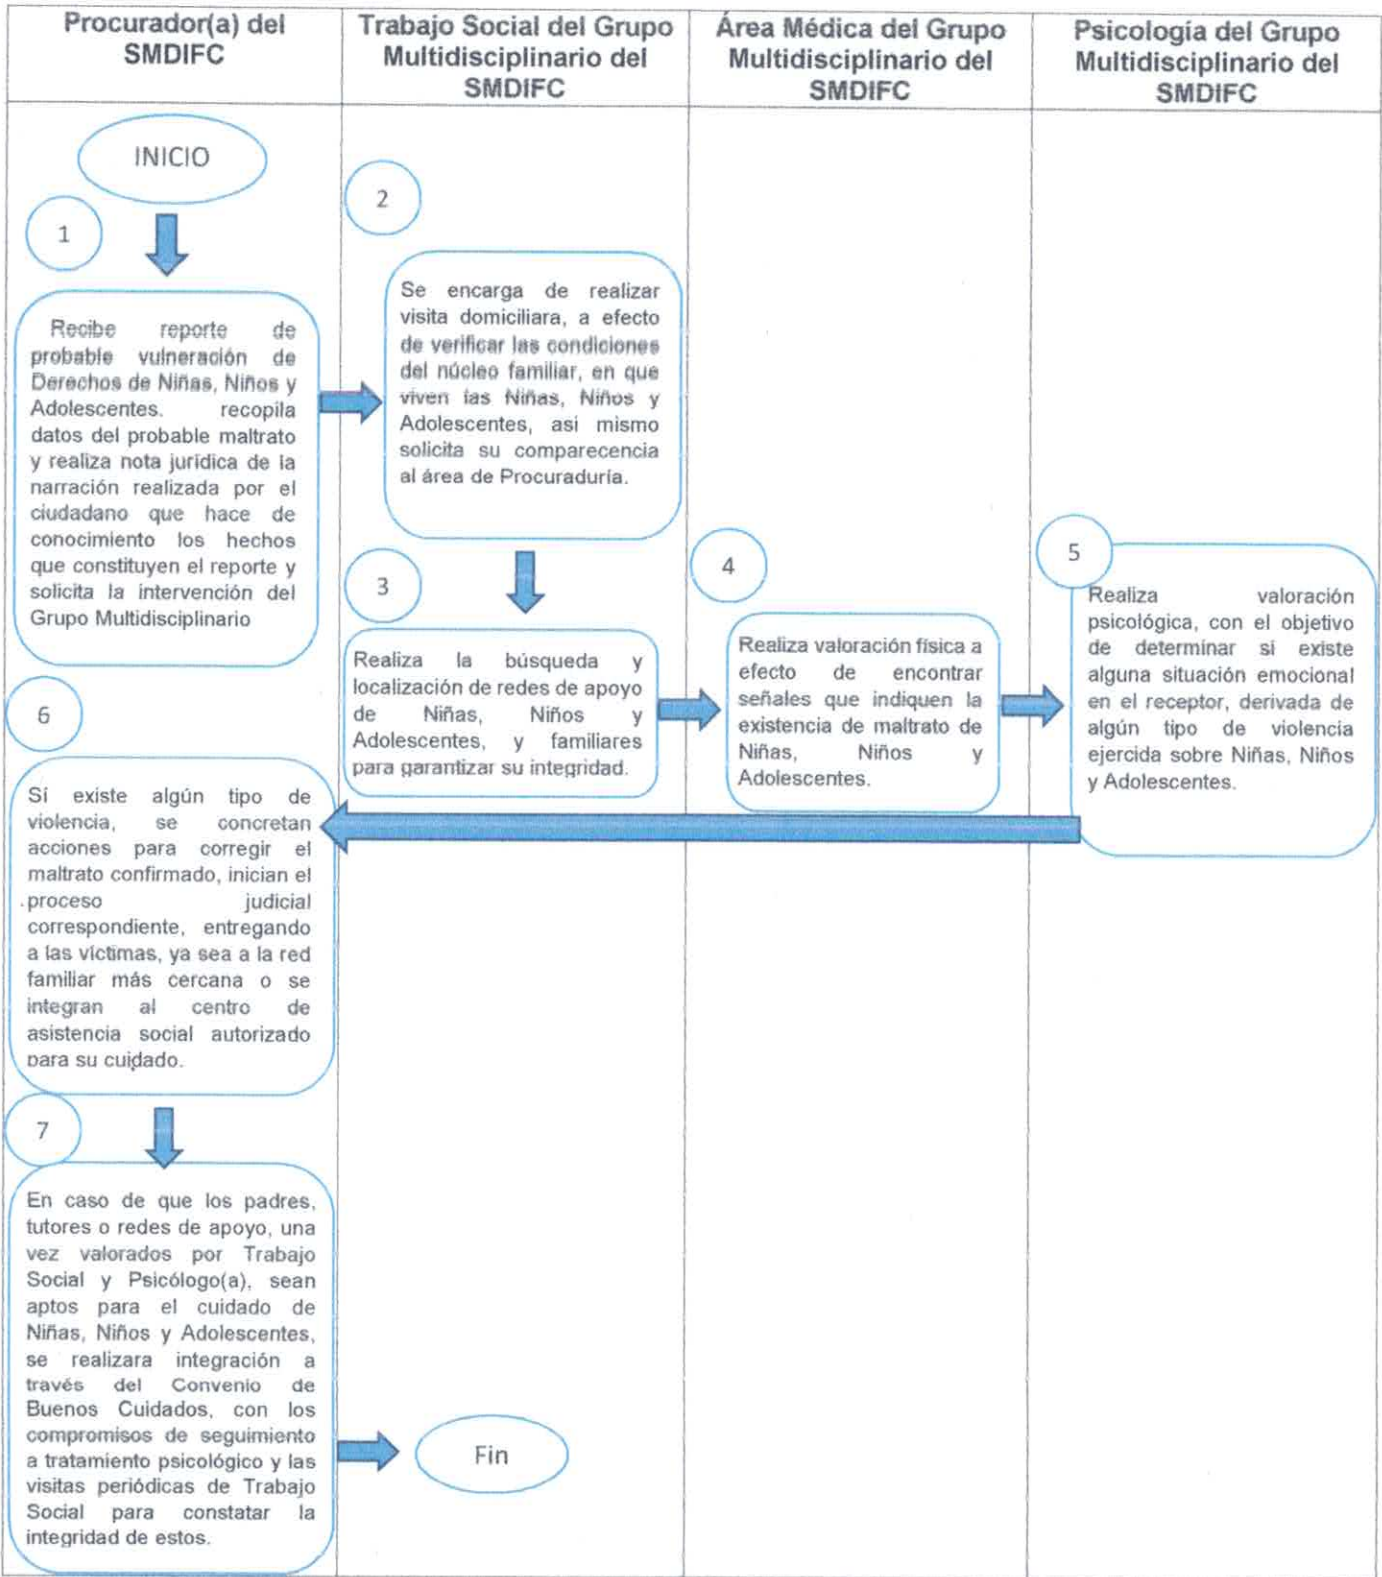 Procurador(a) del
SMDIFC
Trabajo Social del Grupo
Multidisciplinario del
SMDIFC
Área Médica del Grupo
Multidisciplinario del
SMDIFC
Psicología del Grupo
Multidisciplinario del
SMDIFC
INICIO
1
Recibe reporte de
probable vulneración de
Derechos de Niñas, Niños y
Adolescentes. recopila
datos del probable maltrato
y realiza nota jurídica de la
narración realizada por el
ciudadano que hace de
conocimiento los hechos
que constituyen el reporte y
solicita la intervención del
Grupo Multidisciplinario
2
Se encarga de realizar
visita domiciliara, a efecto
de verificar las condiciones
del núcleo familiar, en que
viven las Niñas, Niños y
Adolescentes, así mismo
solicita su comparecencia
al área de Procuraduría.
3
Realiza la búsqueda y
localización de redes de apoyo
de Niñas, Niños y
Adolescentes, y familiares
para garantizar su integridad.
4
Realiza valoración física a
efecto de encontrar
señales que indiquen la
existencia de maltrato de
Niñas, Niños y
Adolescentes.
5
Realiza valoración
psicológica, con el objetivo
de determinar si existe
alguna situación emocional
en el receptor, derivada de
algún tipo de violencia
ejercida sobre Niñas, Niños
y Adolescentes.
6
Sí existe algún tipo de
violencia, se concretan
acciones para corregir el
maltrato confirmado, inician el
proceso judicial
correspondiente, entregando
a las víctimas, ya sea a la red
familiar más cercana o se
integran al centro de
asistencia social autorizado
para su cuidado.
7
En caso de que los padres,
tutores o redes de apoyo, una
vez valorados por Trabajo
Social y Psicólogo(a), sean
aptos para el cuidado de
Niñas, Niños y Adolescentes,
se realizara integración a
través del Convenio de
Buenos Cuidados, con los
compromisos de seguimiento
a tratamiento psicológico y las
visitas periódicas de Trabajo
Social para constatar la
integridad de estos.
Fin